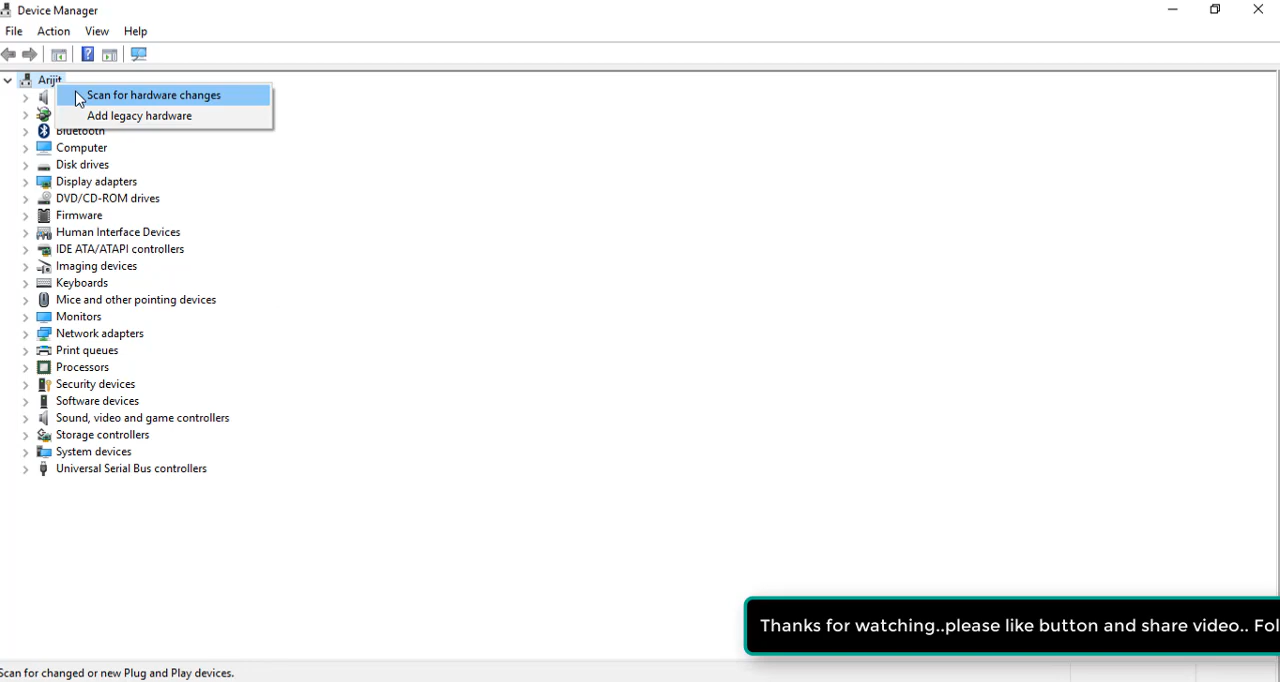 Device Manager
File Action View Help
Arijit
Scan for hardware changes
Add legacy hardware
Bluetooth
Computer
Disk drives
Display adapters
DVD/CD-ROM drives
Firmware
Human Interface Devices
IDE ATA/ATAPI controllers
Imaging devices
Keyboards
Mice and other pointing devices
Monitors
Network adapters
Print queues
Processors
Security devices
Software devices
Sound, video and game controllers
Storage controllers
System devices
Universal Serial Bus controllers
Thanks for watching..please like button and share video.. Fol
Scan for changed or new Plug and Play devices.